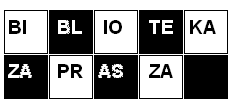 BI BL IO TE KA
ZA PR AS ZA